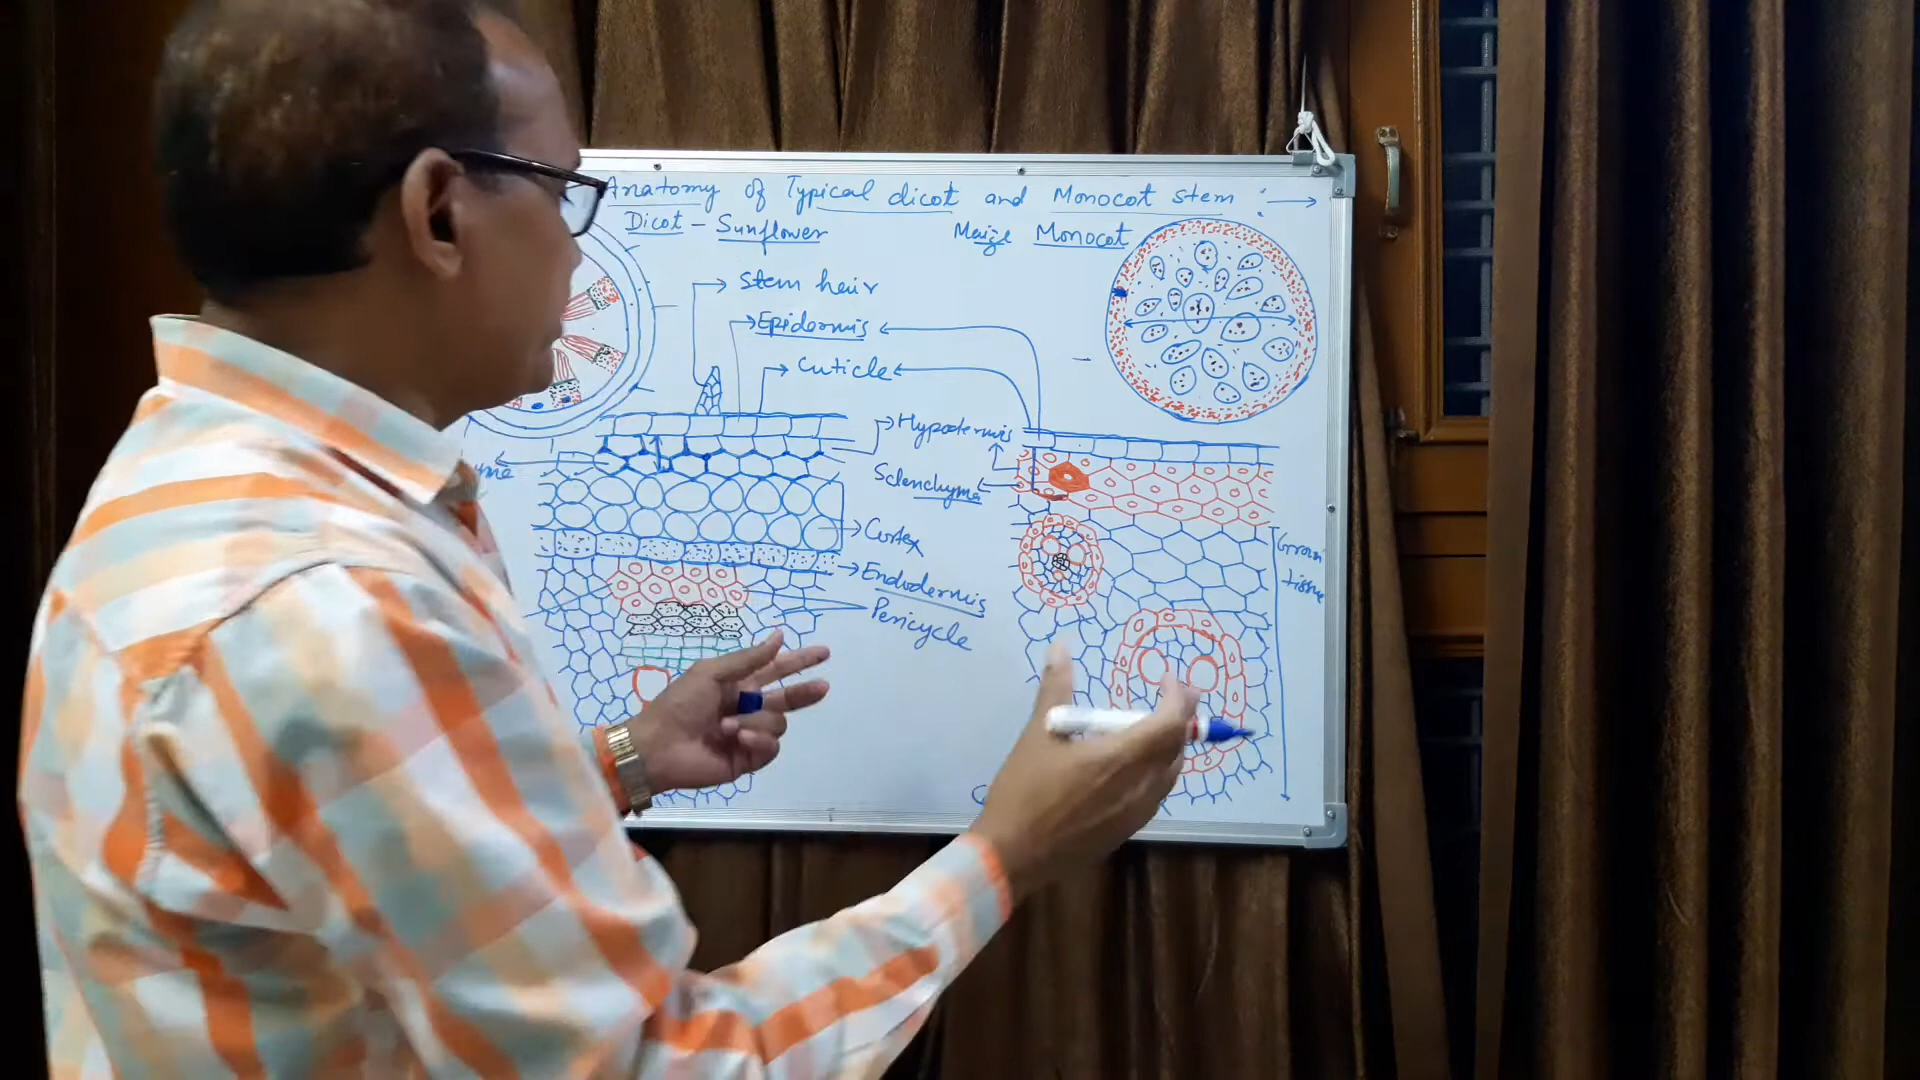 Anatomy of Typical dicot and Monocot stem :→
Dicot - Sunflower
Maize Monocot
Stem hair
Epidermis
Cuticle
Hypodermis
Sclenchyma
Cortex
Endodermis
Pericycle
tissue